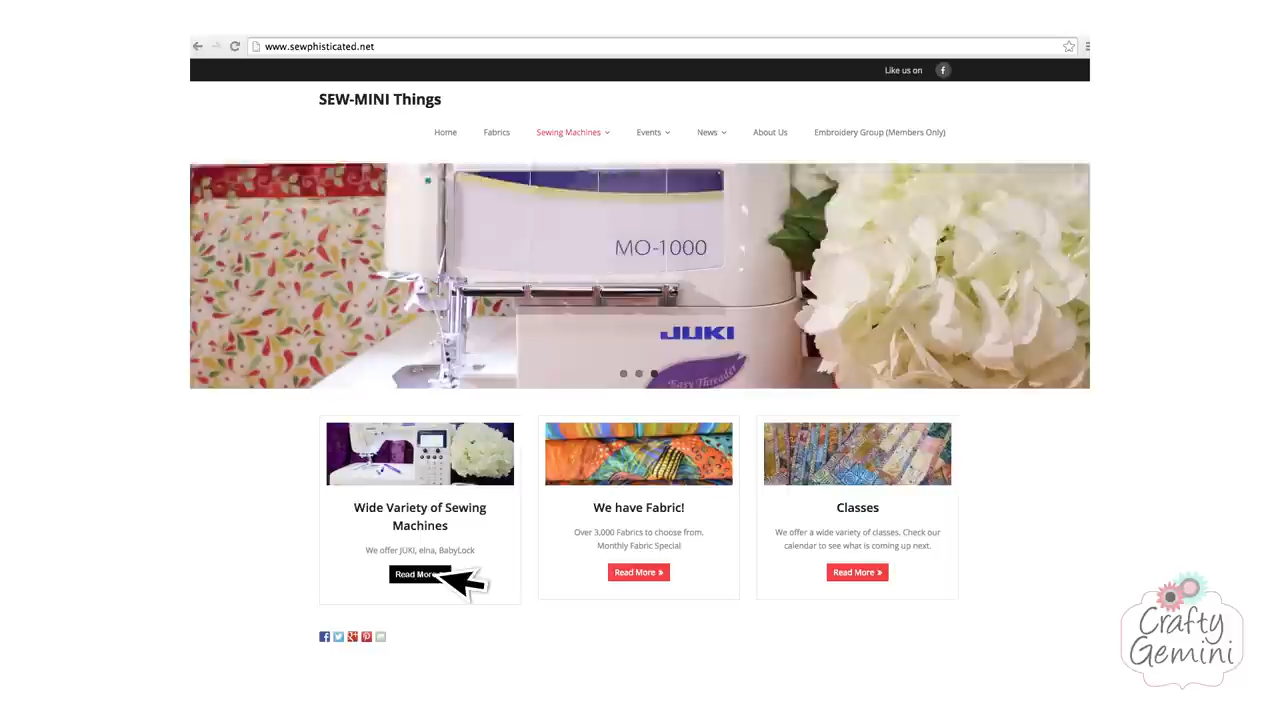 www.sewphisticated.net
Like us on
SEW-MINI Things
Home Fabrics Sewing Machines Events News About Us Embroidery Group (Members Only)
MO-1000
JUKI
Easy Threader
Wide Variety of Sewing
Machines
We offer JUKI, elna, BabyLock
Read More
We have Fabric!
Over 3,000 Fabrics to choose from.
Monthly Fabric Special
Read More »
Classes
We offer a wide variety of classes. Check our
calendar to see what is coming up next.
Read More »
Crafty
Gemini